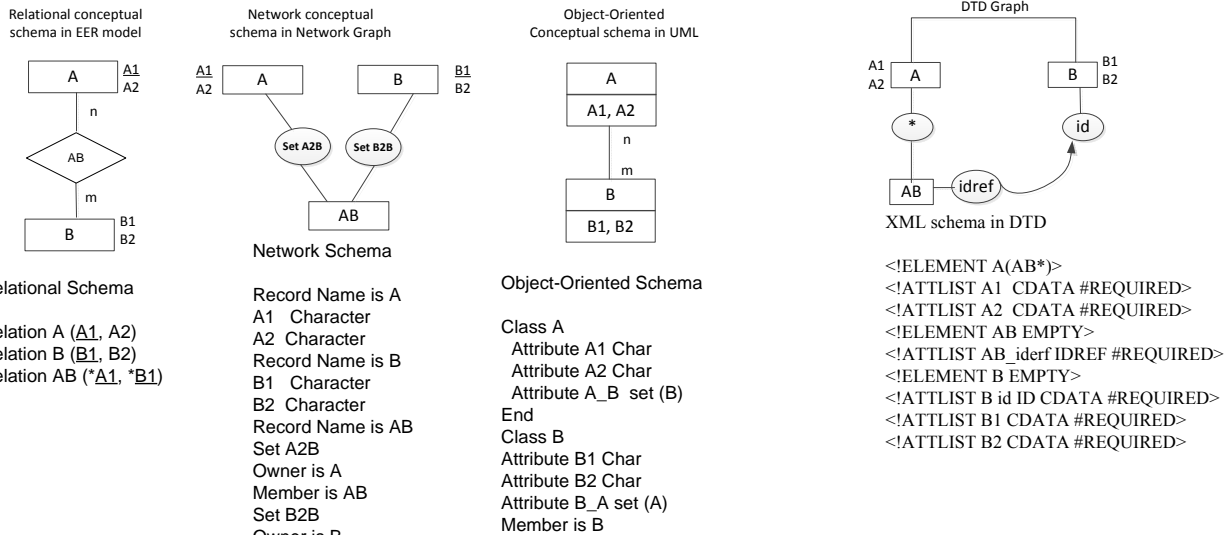 Relational conceptual
schema in EER model
A
A1
A2
n
AB
m
B
B1
B2
elational Schema
elation A (A1, A2)
elation B (B1, B2)
elation AB (*A1, *B1)
Network conceptual
schema in Network Graph
A1
A2
A
B
B1
B2
Set A2B
Set B2B
AB
Network Schema
Record Name is A
A1 Character
A2 Character
Record Name is B
B1 Character
B2 Character
Record Name is AB
Set A2B
Owner is A
Member is AB
Set B2B
Owner is B
Object-Oriented
Conceptual schema in UML
A
A1, A2
n
m
B
B1, B2
Object-Oriented Schema
Class A
Attribute A1 Char
Attribute A2 Char
Attribute A_B set (B)
End
Class B
Attribute B1 Char
Attribute B2 Char
Attribute B_A set (A)
Member is B
DTD Graph
A1
A2
A
B
B1
B2
*
id
AB
idref
XML schema in DTD
<!ELEMENT A(AB*)>
<!ATTLIST A1 CDATA #REQUIRED>
<!ATTLIST A2 CDATA #REQUIRED>
<!ELEMENT AB EMPTY>
<!ATTLIST AB_iderf IDREF #REQUIRED>
<!ELEMENT B EMPTY>
<!ATTLIST B id ID CDATA #REQUIRED>
<!ATTLIST B1 CDATA #REQUIRED>
<!ATTLIST B2 CDATA #REQUIRED>